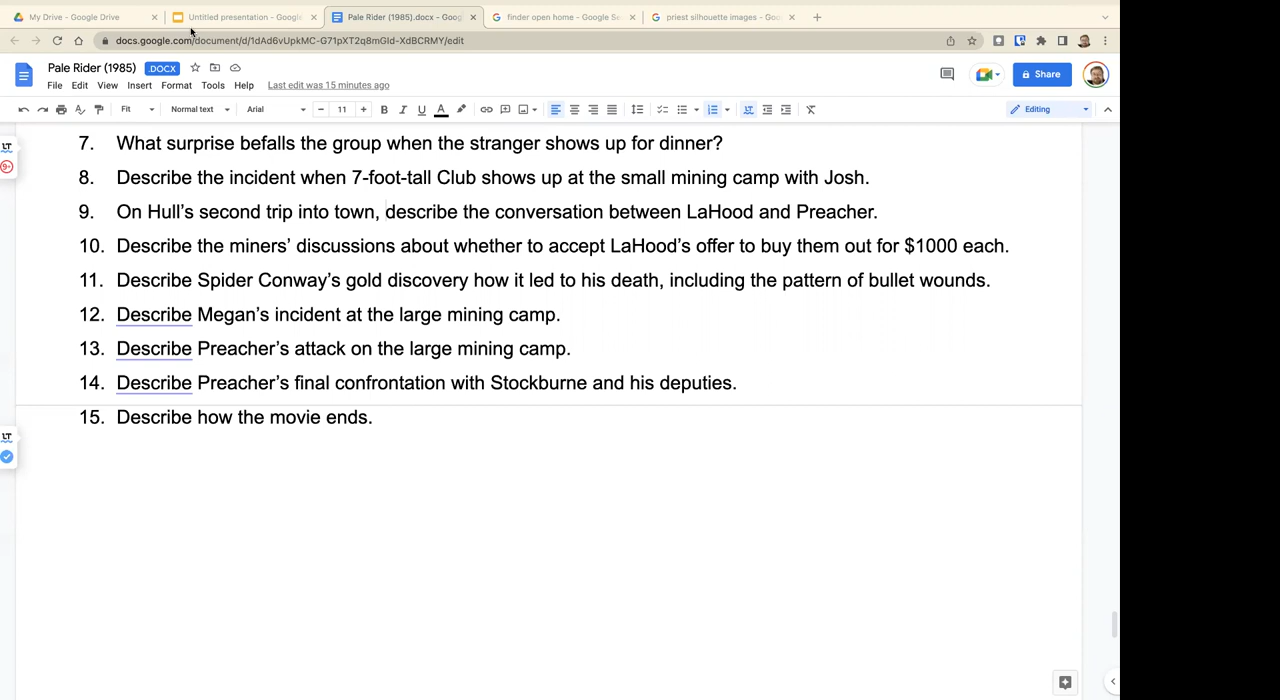 My Drive - Google Drive
Untitled presentation - Google
Pale Rider (1985).docx - Goog
finder open home - Google Se
priest silhouette images - Goo
docs.google.com/document/d/1dAd6vUpkMC-G71pXT2q8mGld-XdBCRMY/edit
Pale Rider (1985) .DOCX
Share
File Edit View Insert Format Tools Help Last edit was 15 minutes ago
Fit Normal text Arial 11 B I U A Editing
7. What surprise befalls the group when the stranger shows up for dinner?
8. Describe the incident when 7-foot-tall Club shows up at the small mining camp with Josh.
9. On Hull’s second trip into town, describe the conversation between LaHood and Preacher.
10. Describe the miners’ discussions about whether to accept LaHood’s offer to buy them out for $1000 each.
11. Describe Spider Conway’s gold discovery how it led to his death, including the pattern of bullet wounds.
12. Describe Megan’s incident at the large mining camp.
13. Describe Preacher’s attack on the large mining camp.
14. Describe Preacher’s final confrontation with Stockburne and his deputies.
15. Describe how the movie ends.